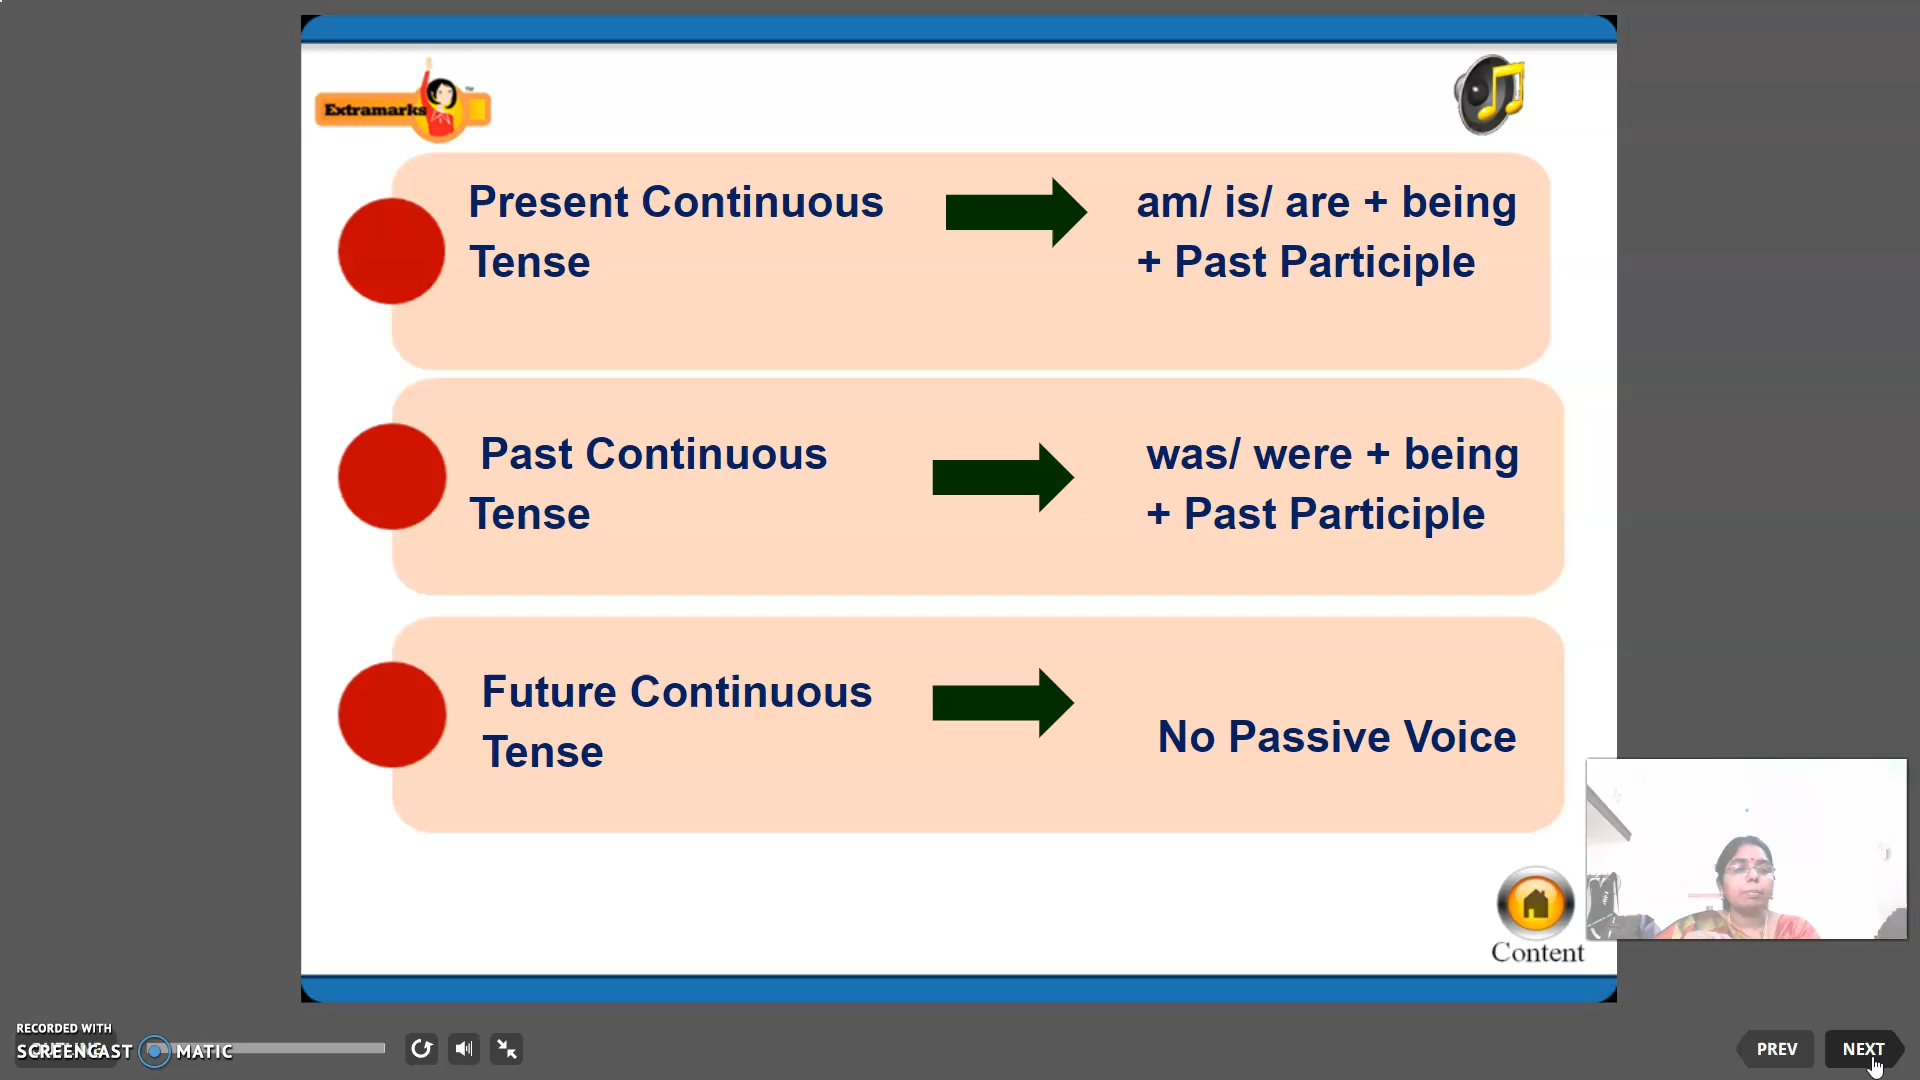 Extramarks
TM
Present Continuous
Tense
am/ is/ are + being
+ Past Participle
Past Continuous
Tense
was/ were + being
+ Past Participle
Future Continuous
Tense
No Passive Voice
Content
RECORDED WITH
SCREENCAST MATIC
PREV
NEXT